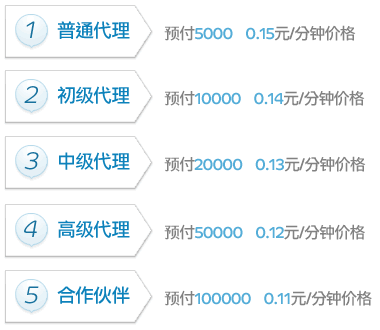 1 普通代理 预付5000 0.15元/分钟价格
2 初级代理 预付10000 0.14元/分钟价格
3 中级代理 预付20000 0.13元/分钟价格
4 高级代理 预付50000 0.12元/分钟价格
5 合作伙伴 预付100000 0.11元/分钟价格